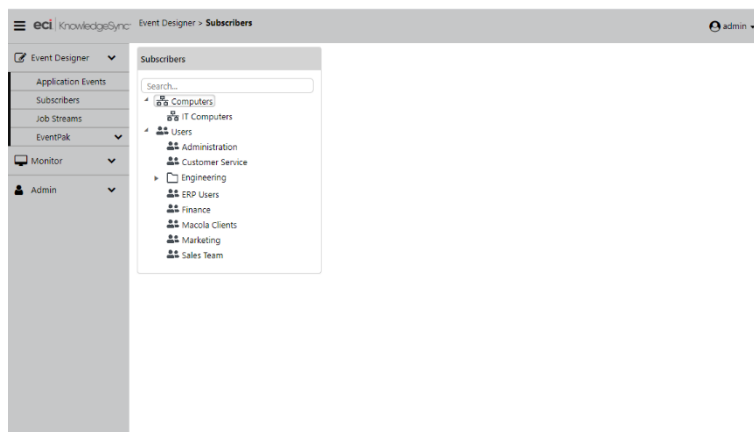 eci KnowledgeSync
Event Designer > Subscribers
admin
Event Designer
Application Events
Subscribers
Job Streams
EventPak
Monitor
Admin
Subscribers
Search...
Computers
IT Computers
Users
Administration
Customer Service
Engineering
ERP Users
Finance
Macola Clients
Marketing
Sales Team